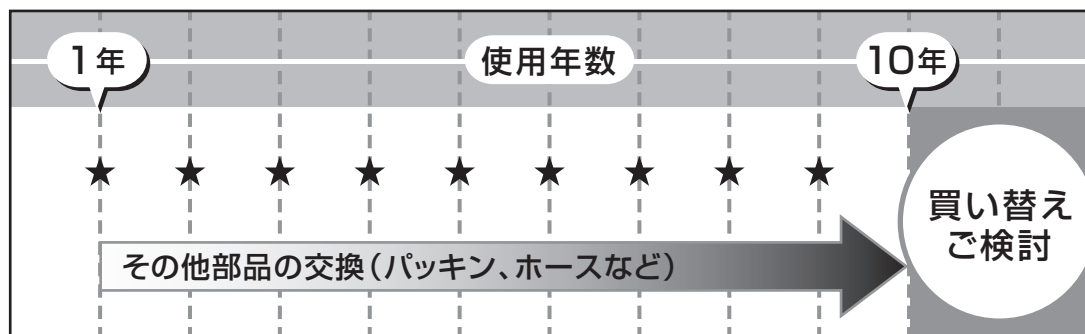 1年
使用年数
10年
★ ★ ★ ★ ★ ★ ★ ★ ★
その他部品の交換(パッキン、ホースなど)
買い替え
ご検討